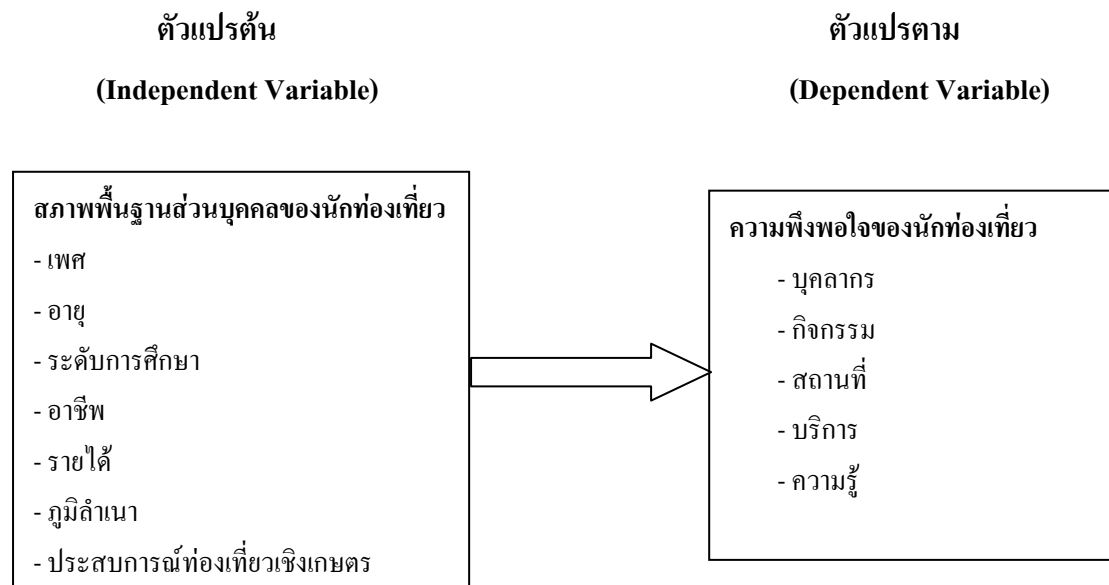 ตัวแปรต้น
(Independent Variable)
ตัวแปรตาม
(Dependent Variable)
สภาพพื้นฐานส่วนบุคคลของนักท่องเที่ยว
- เพศ
- อายุ
- ระดับการศึกษา
- อาชีพ
- รายได้
- ภูมิลำเนา
- ประสบการณ์ท่องเที่ยวเชิงเกษตร
ความพึงพอใจของนักท่องเที่ยว
- บุคลากร
- กิจกรรม
- สถานที่
- บริการ
- ความรู้